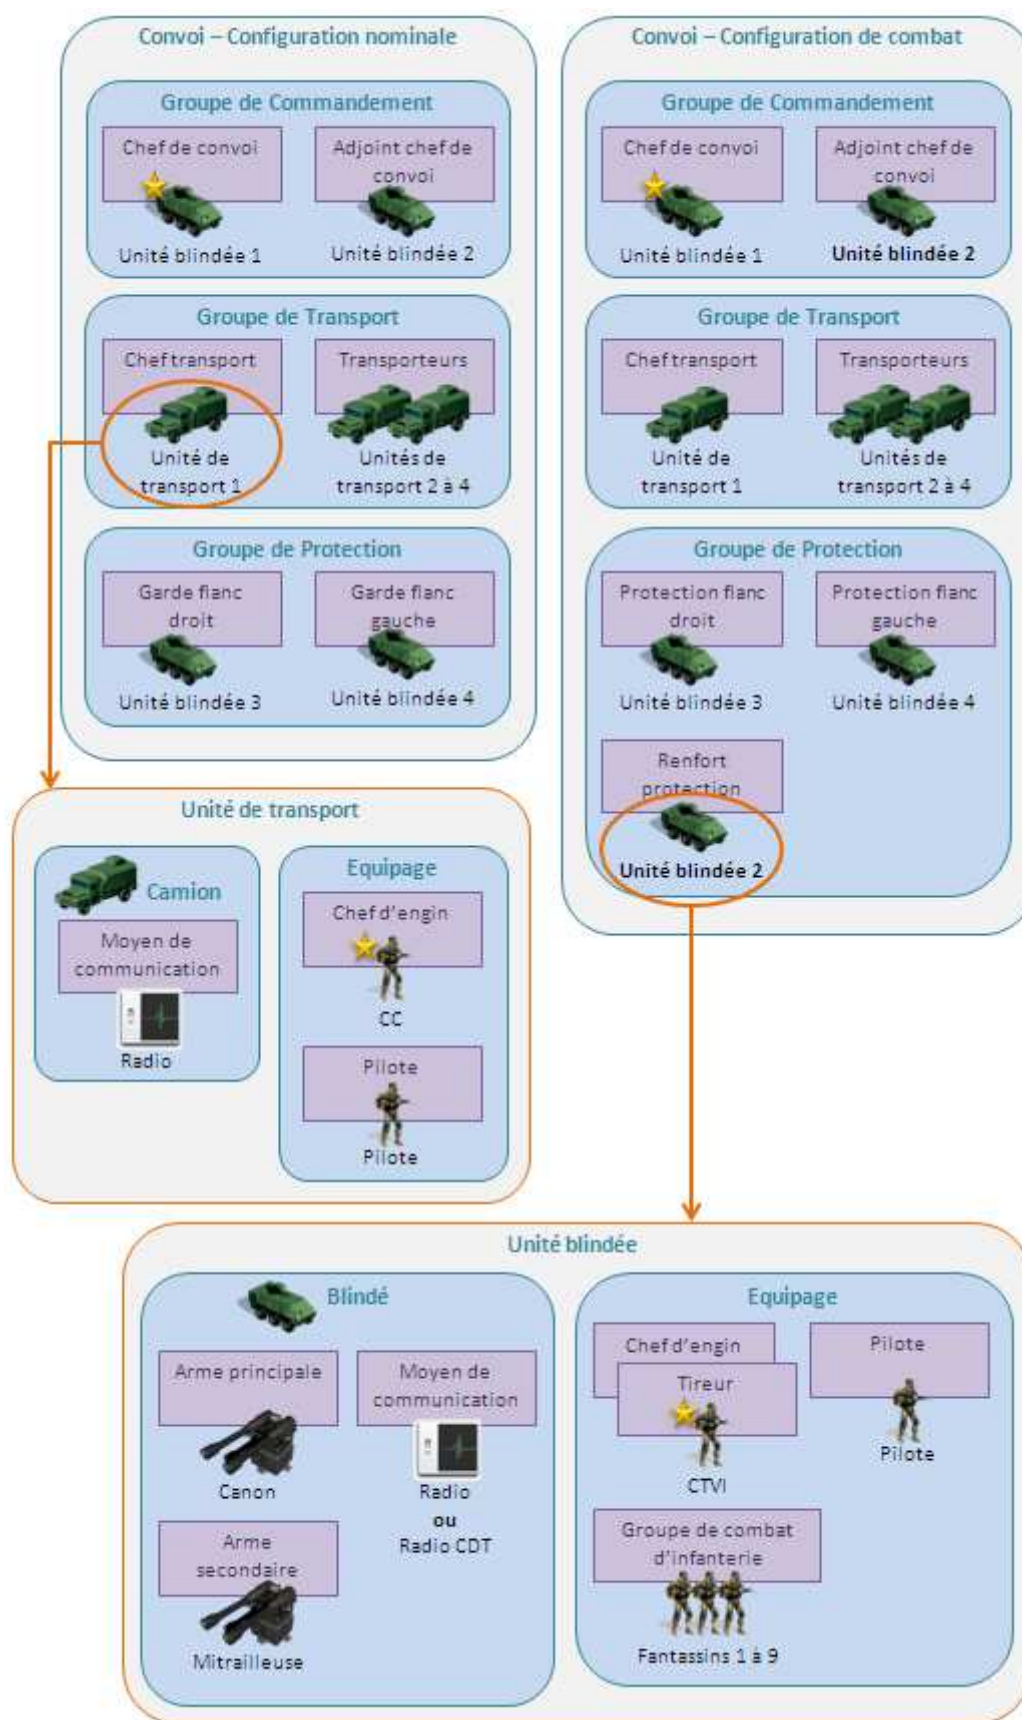 Convoi – Configuration nominale
Groupe de Commandement
Chef de convoi
Unité blindée 1
Adjoint chef de
convoi
Unité blindée 2
Groupe de Transport
Chef transport
Unité de
transport 1
Transporteurs
Unités de
transport 2 à 4
Groupe de Protection
Garde flanc
droit
Unité blindée 3
Garde flanc
gauche
Unité blindée 4
Convoi – Configuration de combat
Groupe de Commandement
Chef de convoi
Unité blindée 1
Adjoint chef de
convoi
Unité blindée 2
Groupe de Transport
Chef transport
Unité de
transport 1
Transporteurs
Unités de
transport 2 à 4
Groupe de Protection
Protection flanc
droit
Unité blindée 3
Protection flanc
gauche
Unité blindée 4
Renfort
protection
Unité blindée 2
Unité de transport
Camion
Moyen de
communication
Radio
Equipage
Chef d'engin
CC
Pilote
Pilote
Unité blindée
Blindé
Arme principale
Canon
Moyen de
communication
Radio
ou
Radio CDT
Arme
secondaire
Mitrailleuse
Equipage
Chef d'engin
Tireur
CTVI
Pilote
Pilote
Groupe de combat
d'infanterie
Fantassins 1 à 9